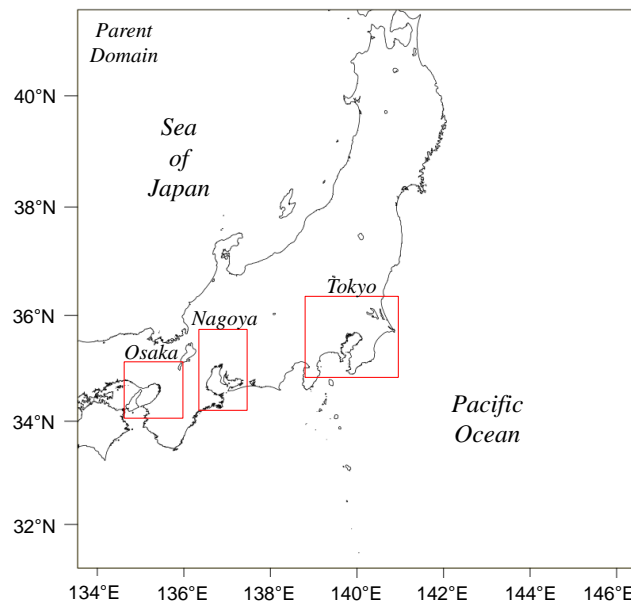 Parent
Domain
40°N
Sea
of
Japan
38°N
Tokyo
36°N
Nagoya
Osaka
34°N
Pacific
Ocean
32°N
134°E 136°E 138°E 140°E 142°E 144°E 146°E